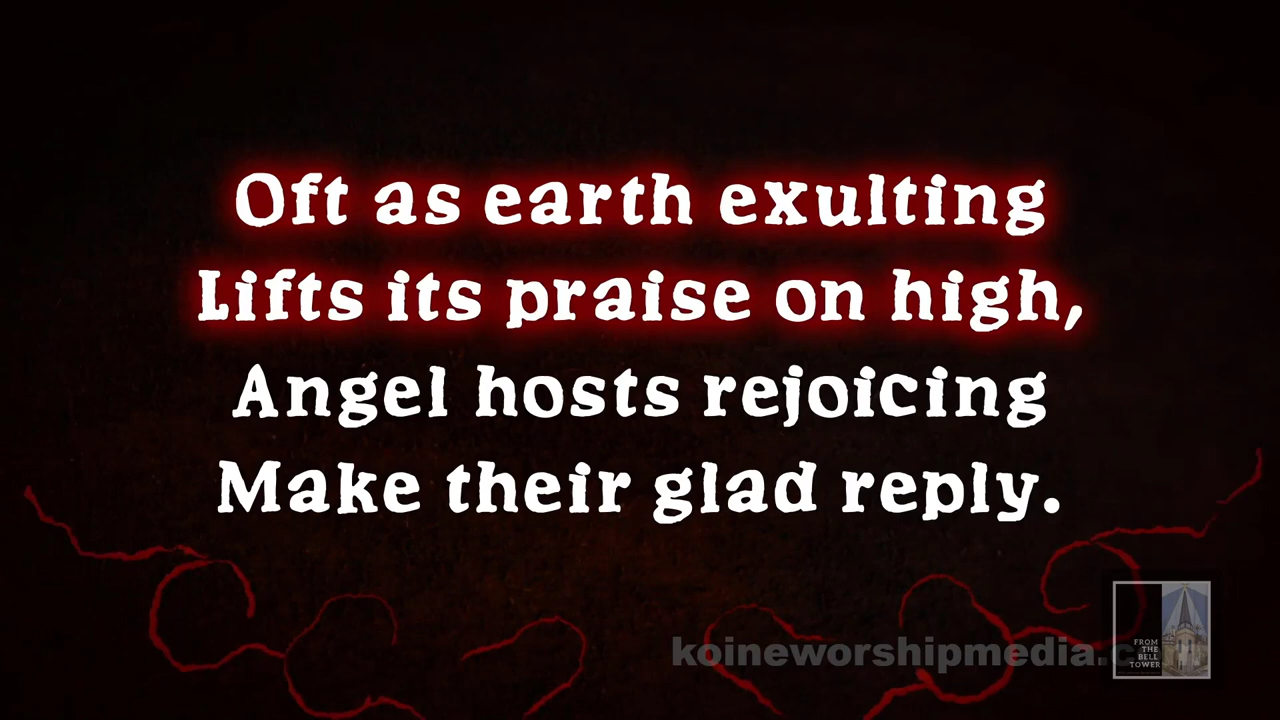 Oft as earth exulting
Lifts its praise on high,
Angel hosts rejoicing
Make their glad reply.
koineworshipmedia.c
FROM
THE
BELL
TOWER